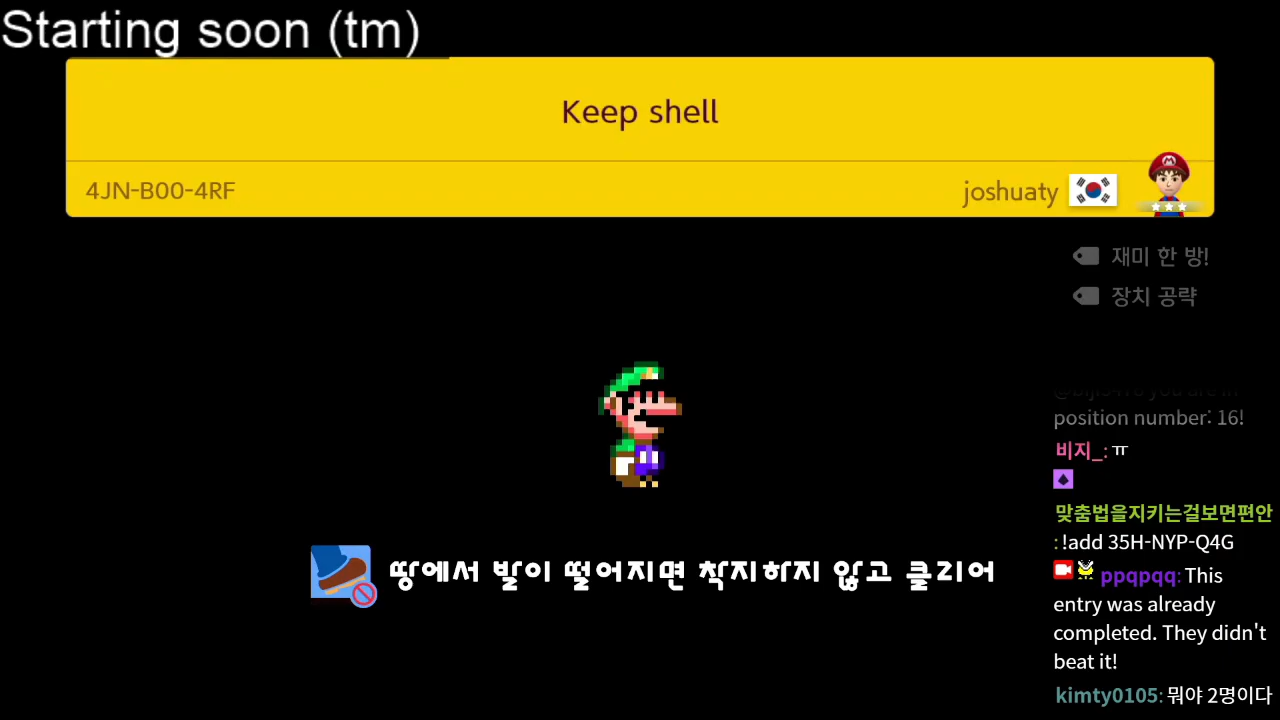 Starting soon (tm)
Keep shell
4JN-B00-4RF
joshuaty
재미 한 방!
장치 공략
position number: 16!
비지_: ㅠ
맞춤법을지키는걸보면편안
: !add 35H-NYP-Q4G
ppqpqq: This
entry was already
completed. They didn't
beat it!
kimty0105: 뭐야 2명이다
땅에서 발이 떨어지면 착지하지 않고 클리어